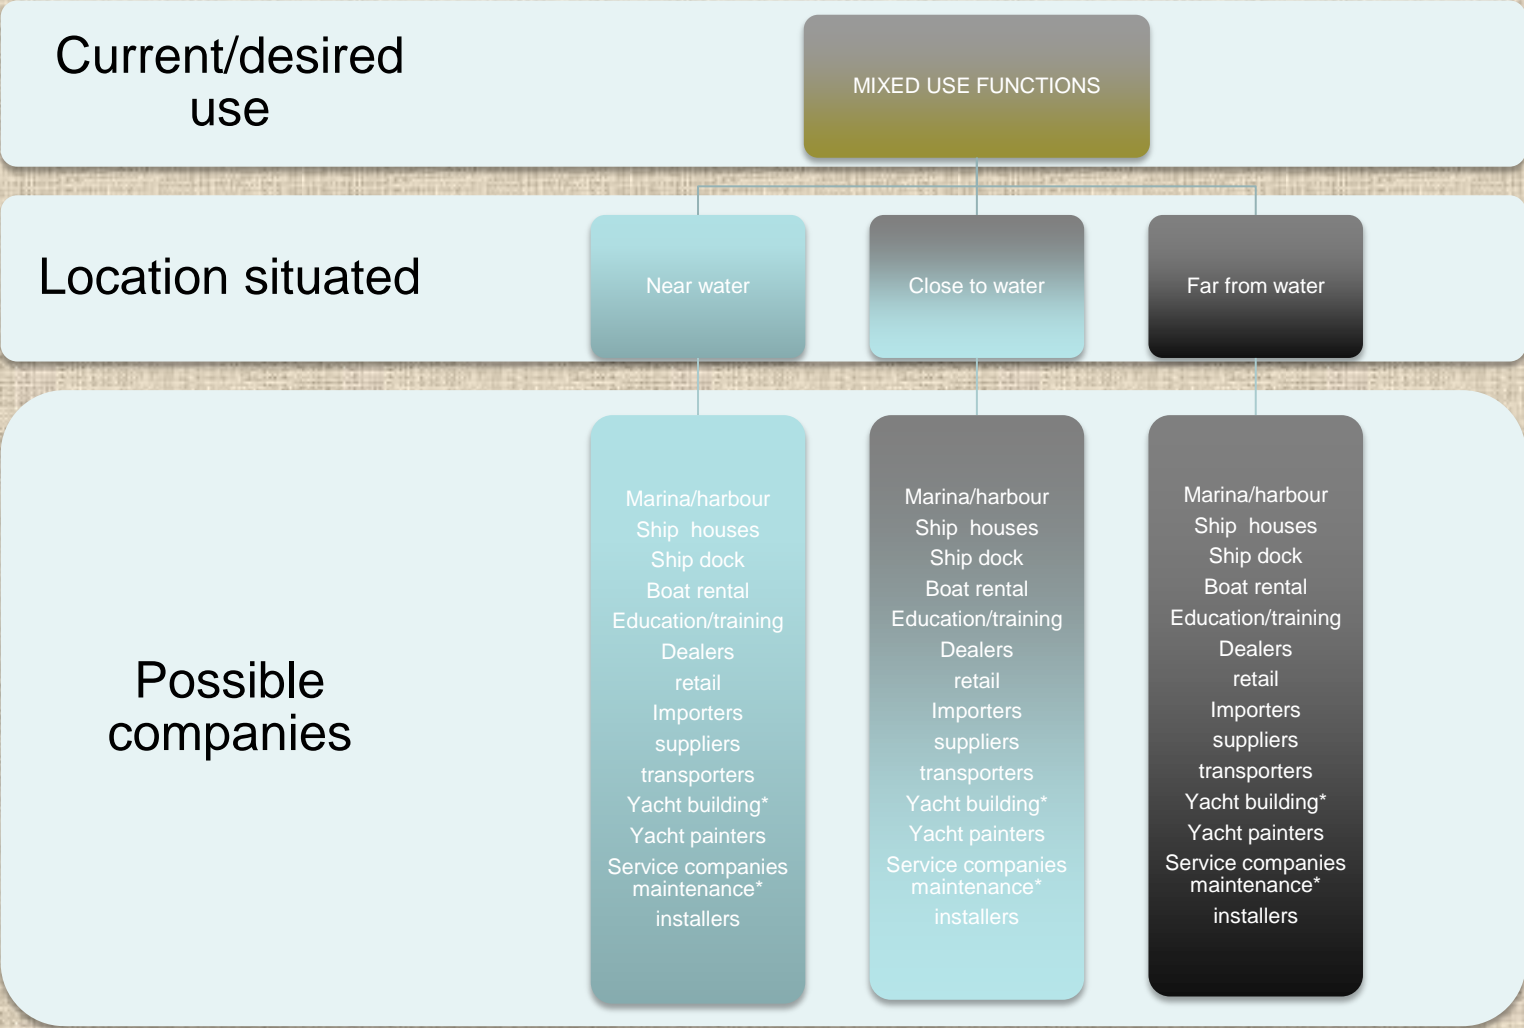 Current/desired
use
MIXED USE FUNCTIONS
Location situated
Near water
Close to water
Far from water
Possible
companies
Marina/harbour
Ship houses
Ship dock
Boat rental
Education/training
Dealers
retail
Importers
suppliers
transporters
Yacht building*
Yacht painters
Service companies
maintenance*
installers
Marina/harbour
Ship houses
Ship dock
Boat rental
Education/training
Dealers
retail
Importers
suppliers
transporters
Yacht building*
Yacht painters
Service companies
maintenance*
installers
Marina/harbour
Ship houses
Ship dock
Boat rental
Education/training
Dealers
retail
Importers
suppliers
transporters
Yacht building*
Yacht painters
Service companies
maintenance*
installers